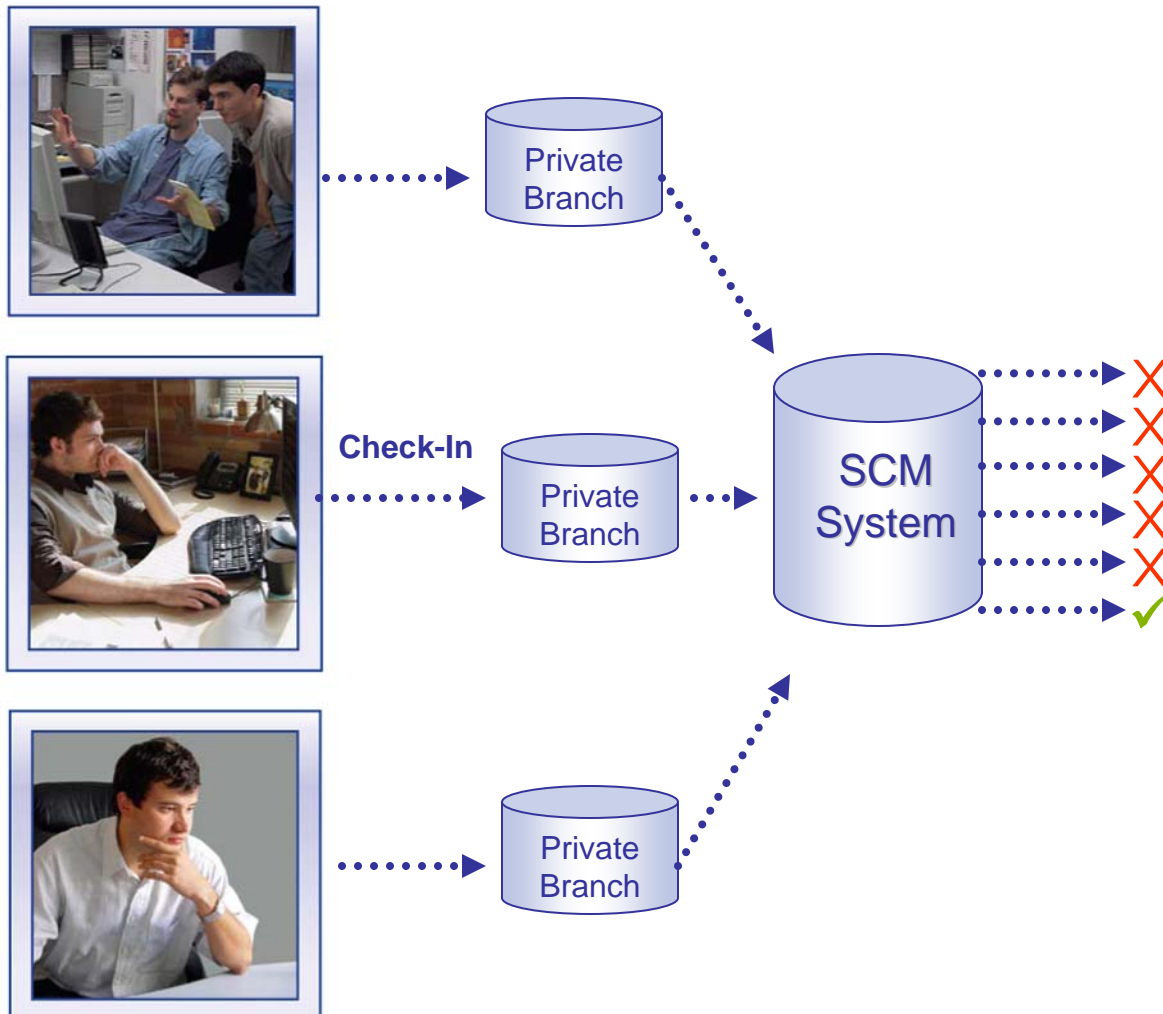 Private
Branch
Check-In
Private
Branch
SCM
System
Private
Branch